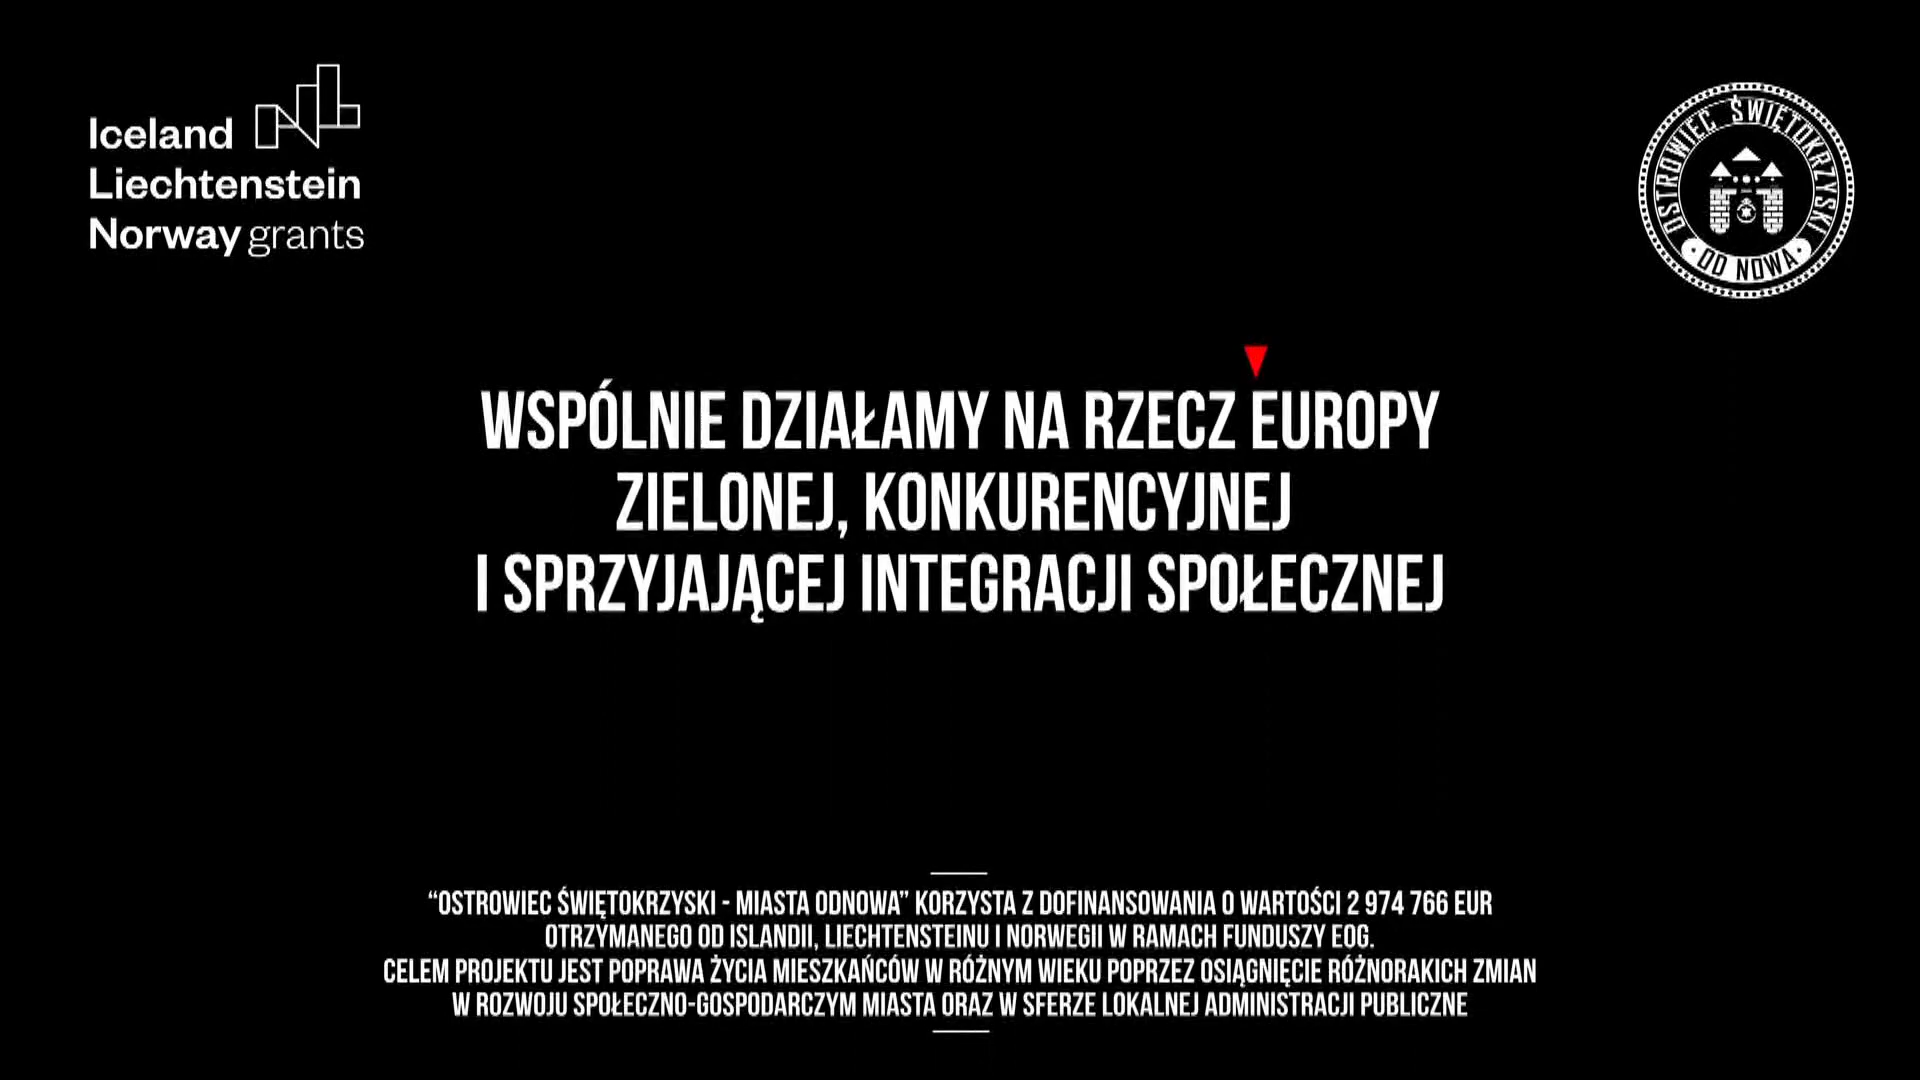 Iceland
Liechtenstein
Norway grants
OSTROWIEC ŚWIĘTOKRZYSKI
OD NOWA
WSPÓLNIE DZIAŁAMY NA RZECZ EUROPY
ZIELONEJ, KONKURENCYJNEJ
I SPRZYJAJĄCEJ INTEGRACJI SPOŁECZNEJ
“OSTROWIEC ŚWIĘTOKRZYSKI - MIASTA ODNOWA” KORZYSTA Z DOFINANSOWANIA O WARTOŚCI 2 974 766 EUR
OTRZYMANEGO OD ISLANDII, LIECHTENSTEINU I NORWEGII W RAMACH FUNDUSZY EOG.
CELEM PROJEKTU JEST POPRAWA ŻYCIA MIESZKAŃCÓW W RÓŻNYM WIEKU POPRZEZ OSIĄGNIĘCIE RÓŻNORAKICH ZMIAN
W ROZWOJU SPOŁECZNO-GOSPODARCZYM MIASTA ORAZ W SFERZE LOKALNEJ ADMINISTRACJI PUBLICZNE